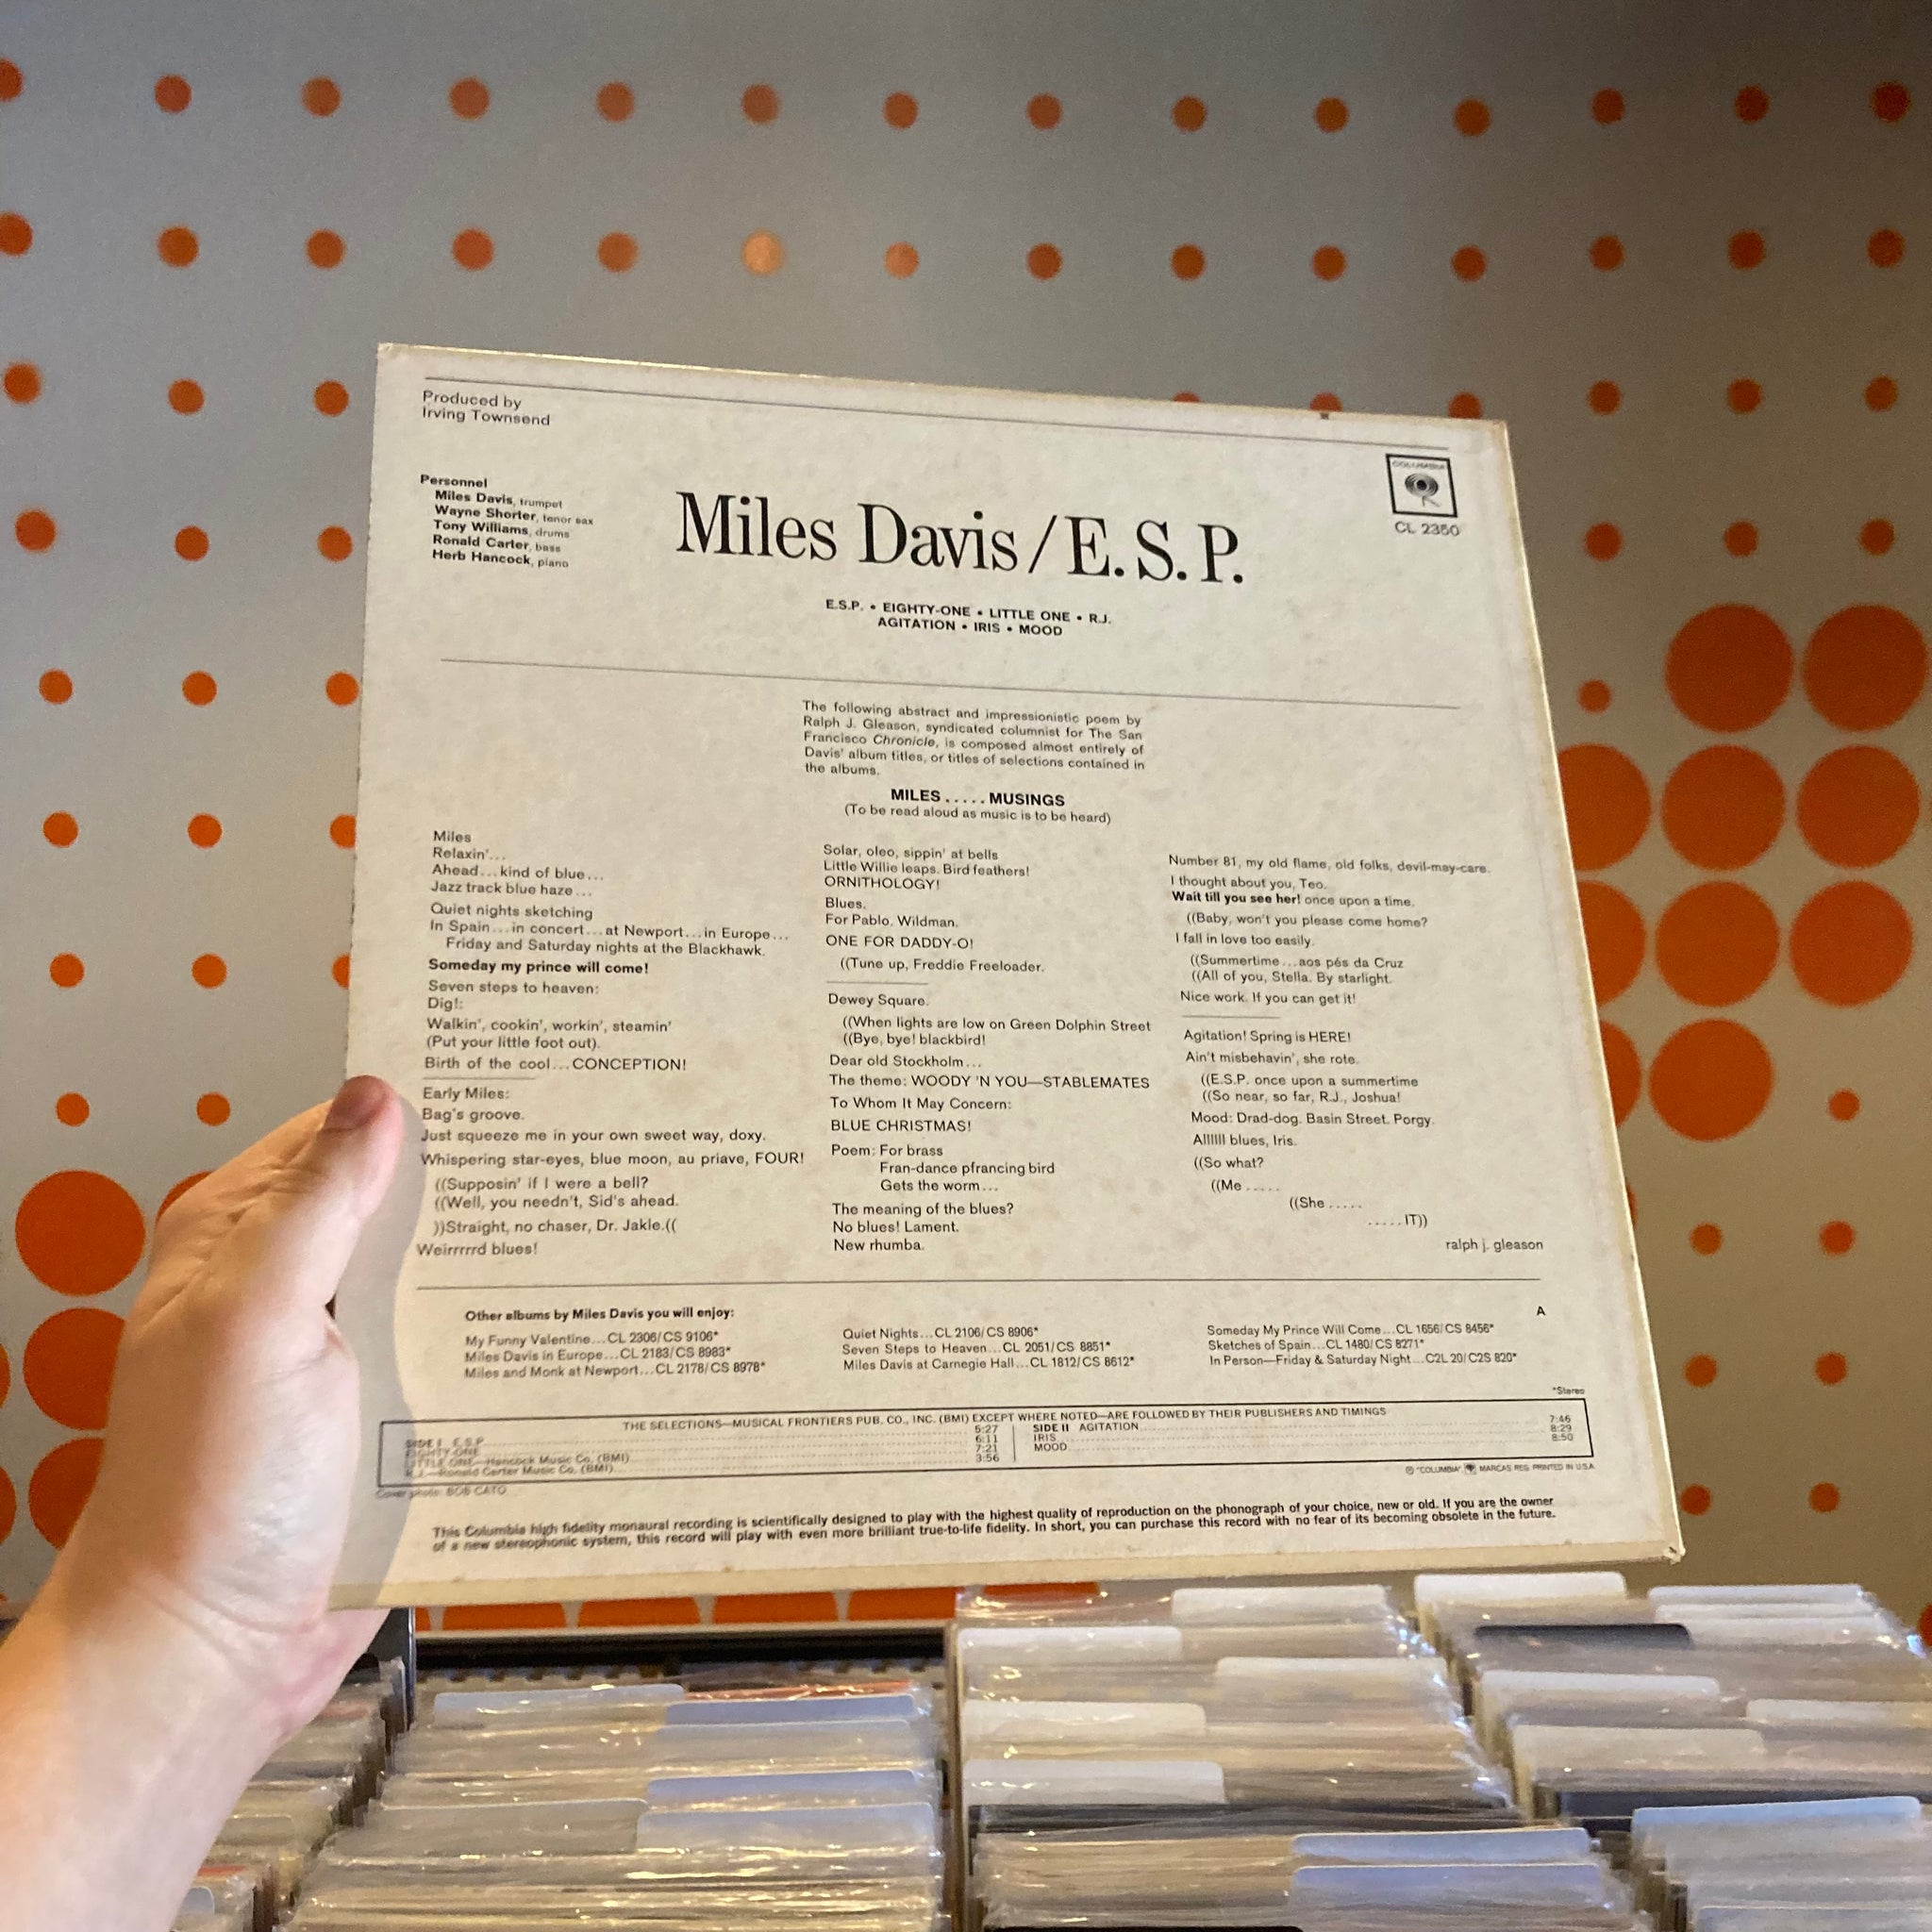 Produced by
Irving Townsend
Personnel
Miles Davis, trumpet
Wayne Shorter, tenor sax
Tony Williams, drums
Ronald Carter, bass
Herb Hancock, piano
COLUMBIA
CL 2350
Miles Davis/E.S.P.
E.S.P. • EIGHTY-ONE • LITTLE ONE • R.J.
AGITATION • IRIS • MOOD
The following abstract and impressionistic poem by
Ralph J. Gleason, syndicated columnist for The San
Francisco Chronicle, is composed almost entirely of
Davis' album titles, or titles of selections contained in
the albums.
MILES.....MUSINGS
(To be read aloud as music is to be heard)
Miles
Relaxin'...
Ahead...kind of blue...
Jazz track blue haze...
Quiet nights sketching
In Spain...in concert...at Newport...in Europe...
Friday and Saturday nights at the Blackhawk.
Someday my prince will come!
Seven steps to heaven:
Dig!:
Walkin', cookin', workin', steamin'
(Put your little foot out).
Birth of the cool...CONCEPTION!
Early Miles:
Bag's groove.
Just squeeze me in your own sweet way, doxy.
Whispering star-eyes, blue moon, au priave, FOUR!
((Supposin' if I were a bell?
((Well, you needn't, Sid's ahead.
))Straight, no chaser, Dr. Jakle.((
Weirrrrrd blues!
Solar, oleo, sippin' at bells
Little Willie leaps. Bird feathers!
ORNITHOLOGY!
Blues.
For Pablo. Wildman.
ONE FOR DADDY-O!
((Tune up, Freddie Freeloader.
Dewey Square.
((When lights are low on Green Dolphin Street
((Bye, bye! blackbird!
Dear old Stockholm...
The theme: WOODY 'N YOU—STABLEMATES
To Whom It May Concern:
BLUE CHRISTMAS!
Poem: For brass
Fran-dance pfrancing bird
Gets the worm...
The meaning of the blues?
No blues! Lament.
New rhumba.
Number 81, my old flame, old folks, devil-may-care.
I thought about you, Teo.
Wait till you see her! once upon a time.
((Baby, won't you please come home?
I fall in love too easily.
((Summertime...aos pés da Cruz
((All of you, Stella. By starlight.
Nice work. If you can get it!
Agitation! Spring is HERE!
Ain't misbehavin', she rote.
((E.S.P. once upon a summertime
((So near, so far, R.J., Joshua!
Mood: Drad-dog. Basin Street. Porgy.
Allllll blues, Iris.
((So what?
((Me.....
((She.....
.....IT))
ralph j. gleason
Other albums by Miles Davis you will enjoy:
A
My Funny Valentine...CL 2306/CS 9106*
Miles Davis in Europe...CL 2183/CS 8983*
Miles and Monk at Newport...CL 2178/CS 8978*
Quiet Nights...CL 2106/CS 8906*
Seven Steps to Heaven...CL 2051/CS 8851*
Miles Davis at Carnegie Hall...CL 1812/CS 8612*
Someday My Prince Will Come...CL 1656/CS 8456*
Sketches of Spain...CL 1480/CS 8271*
In Person—Friday & Saturday Night...C2L 20/C2S 820*
*Stereo
THE SELECTIONS—MUSICAL FRONTIERS PUB. CO., INC. (BMI) EXCEPT WHERE NOTED—ARE FOLLOWED BY THEIR PUBLISHERS AND TIMINGS
SIDE I E.S.P. 5:27
EIGHTY-ONE 6:11
LITTLE ONE—Hancock Music Co. (BMI) 7:21
R.J.—Ronald Carter Music Co. (BMI) 3:56
SIDE II AGITATION 7:46
IRIS 8:29
MOOD 8:50
Cover photo: BOB CATO
℗ "COLUMBIA" MARCAS REG. PRINTED IN U.S.A.
This Columbia high fidelity monaural recording is scientifically designed to play with the highest quality of reproduction on the phonograph of your choice, new or old. If you are the owner
of a new stereophonic system, this record will play with even more brilliant true-to-life fidelity. In short, you can purchase this record with no fear of its becoming obsolete in the future.